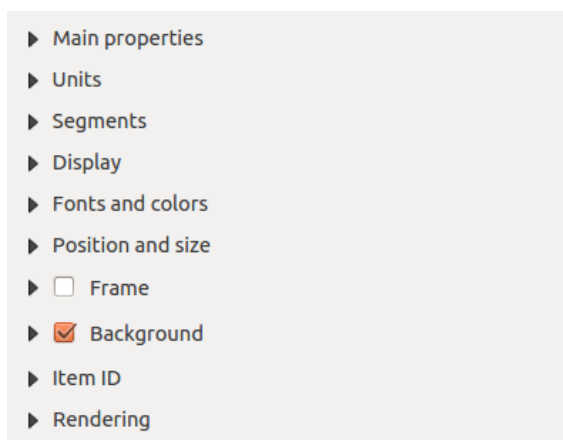 Main properties
Units
Segments
Display
Fonts and colors
Position and size
Frame
Background
Item ID
Rendering